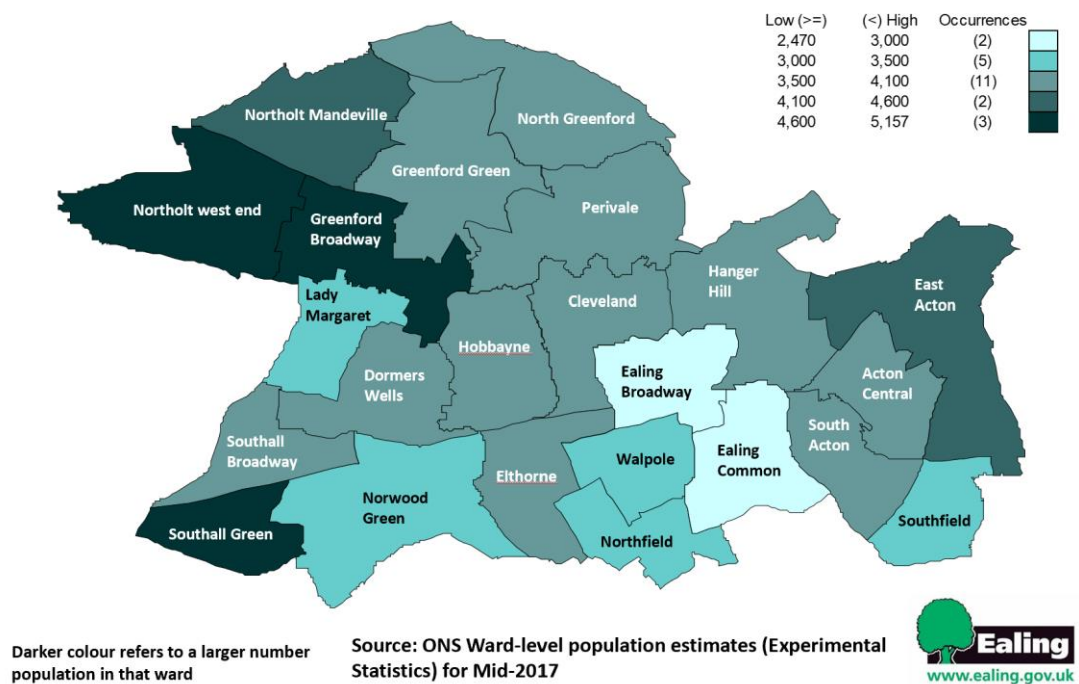 Low (>=) (<) High Occurrences
2,470 3,000 (2)
3,000 3,500 (5)
3,500 4,100 (11)
4,100 4,600 (2)
4,600 5,157 (3)
Northolt Mandeville
North Greenford
Greenford Green
Northolt west end
Greenford
Broadway
Perivale
Hanger
Hill
East
Acton
Lady
Margaret
Cleveland
Hobbayne
Dormers
Wells
Ealing
Broadway
Acton
Central
South
Acton
Southall
Broadway
Walpole
Ealing
Common
Elthorne
Norwood
Green
Southfield
Southall Green
Northfield
Darker colour refers to a larger number
population in that ward
Source: ONS Ward-level population estimates (Experimental
Statistics) for Mid-2017
Ealing
www.ealing.gov.uk